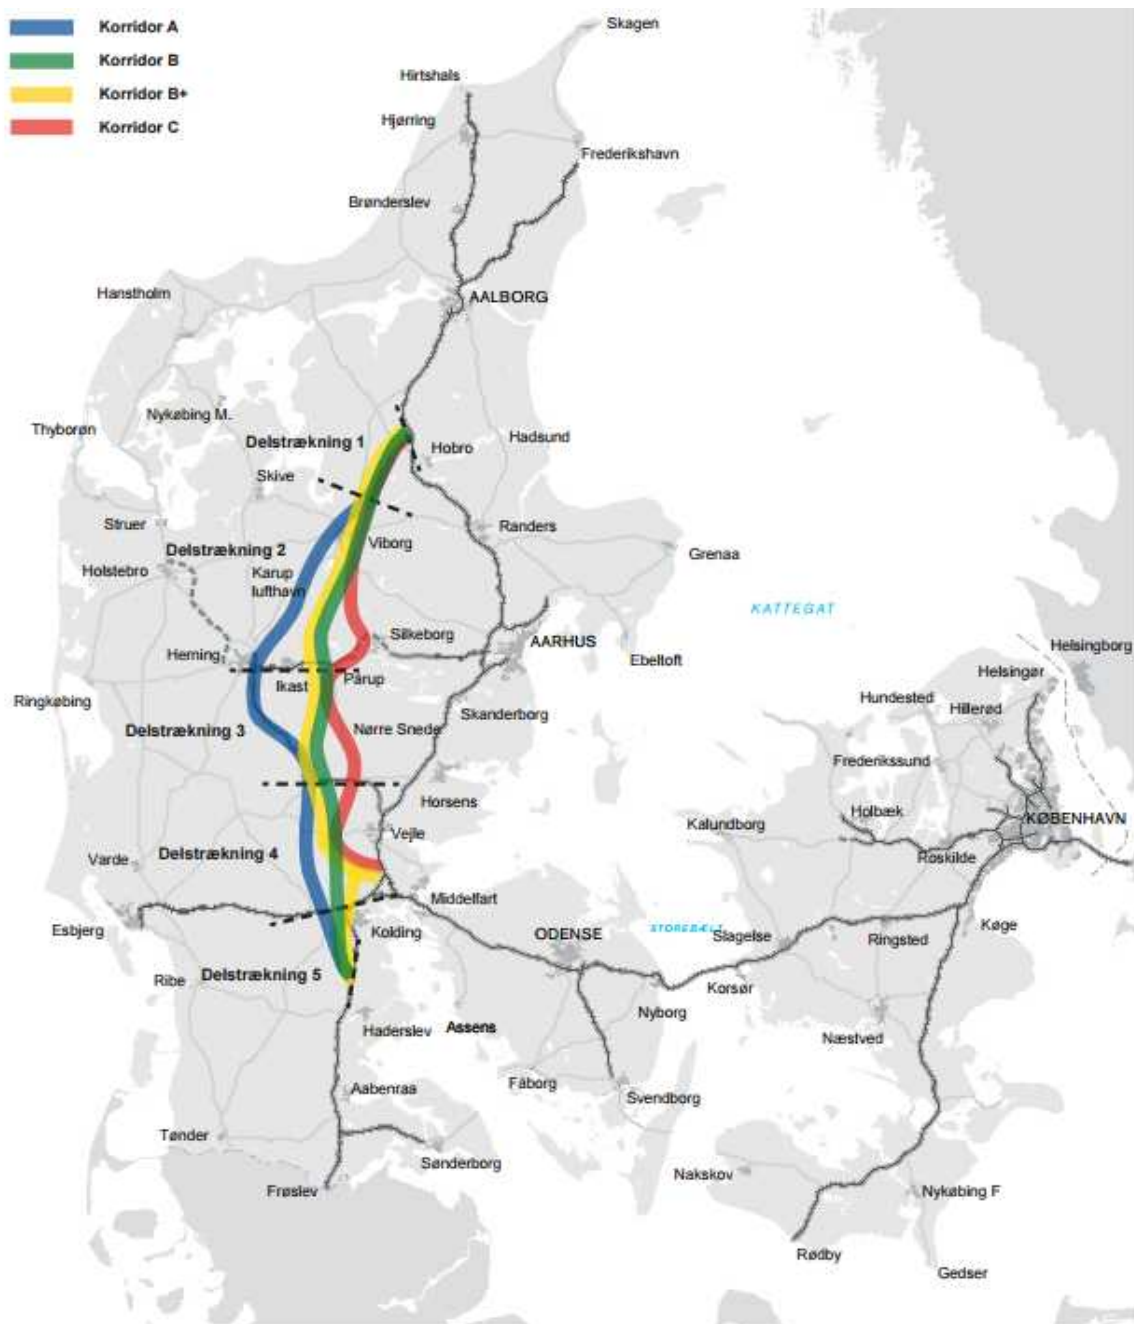 Korridor A
Korridor B
Korridor B+
Korridor C
Skagen
Hirtshals
Hjørring
Frederikshavn
Brønderslev
Hanstholm
AALBORG
Nykøbing M.
Thyborøn
Delstrækning 1
Hobro
Hadsund
Skive
Struer
Randers
Viborg
Delstrækning 2
Grenaa
Holstebro
Karup
lufthavn
KATTEGAT
Silkeborg
AARHUS
Herning
Ebeltoft
Helsingborg
Helsingør
Ikast
Pårup
Ringkøbing
Hundested
Hillerød
Skanderborg
Delstrækning 3
Nørre Snede
Frederikssund
Horsens
Holbæk
KØBENHAVN
Kalundborg
Vejle
Varde
Delstrækning 4
Roskilde
Middelfart
Esbjerg
Kolding
ODENSE
STOREBÆLT
Slagelse
Ringsted
Køge
Ribe
Delstrækning 5
Korsør
Nyborg
Haderslev
Assens
Næstved
Fåborg
Svendborg
Aabenraa
Tønder
Sønderborg
Nakskov
Frøslev
Nykøbing F
Rødby
Gedser